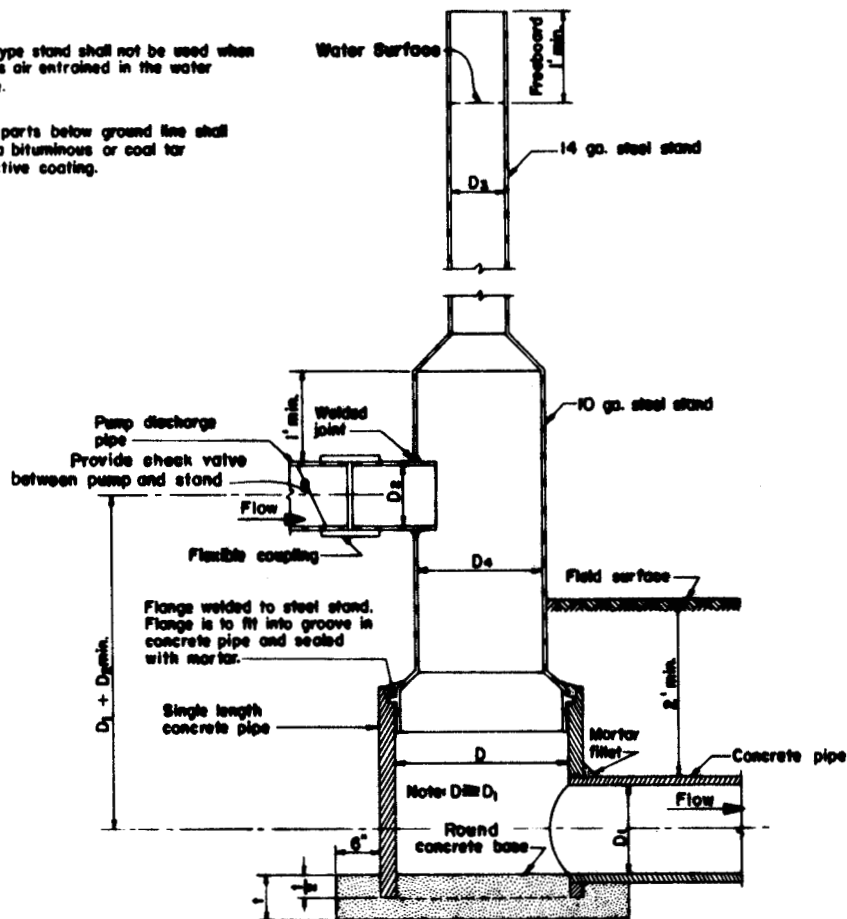 ype stand shall not be used when
s air entrained in the water
parts below ground line shall
a bituminous or coal tar
ctive coating.
Water Surface
Freeboard
1' min.
14 ga. steel stand
D3
1' min.
Welded
joint
10 ga. steel stand
Pump discharge
pipe
Provide check valve
between pump and stand
D2
Flow
Flexible coupling
D4
Field surface
Flange welded to steel stand.
Flange is to fit into groove in
concrete pipe and sealed
with mortar.
D1 + D2 min.
2' min.
Single length
concrete pipe
Mortar
fillet
Concrete pipe
D
Note: D≥D1
Flow
D1
Round
concrete base
6"
t